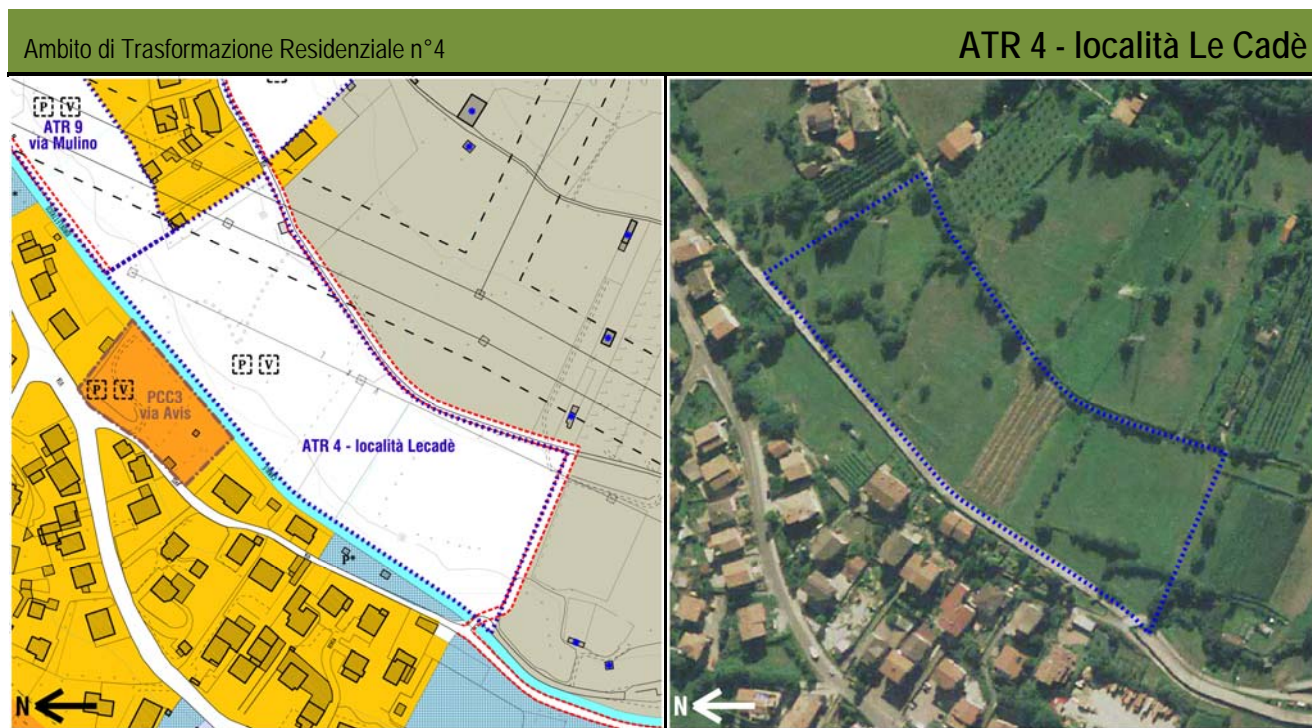 Ambito di Trasformazione Residenziale n°4
ATR 4 - località Le Cadè
P V
ATR 9
via Mulino
P V
P V
PCC3
via Avis
ATR 4 - località Lecadè
P*
N
N